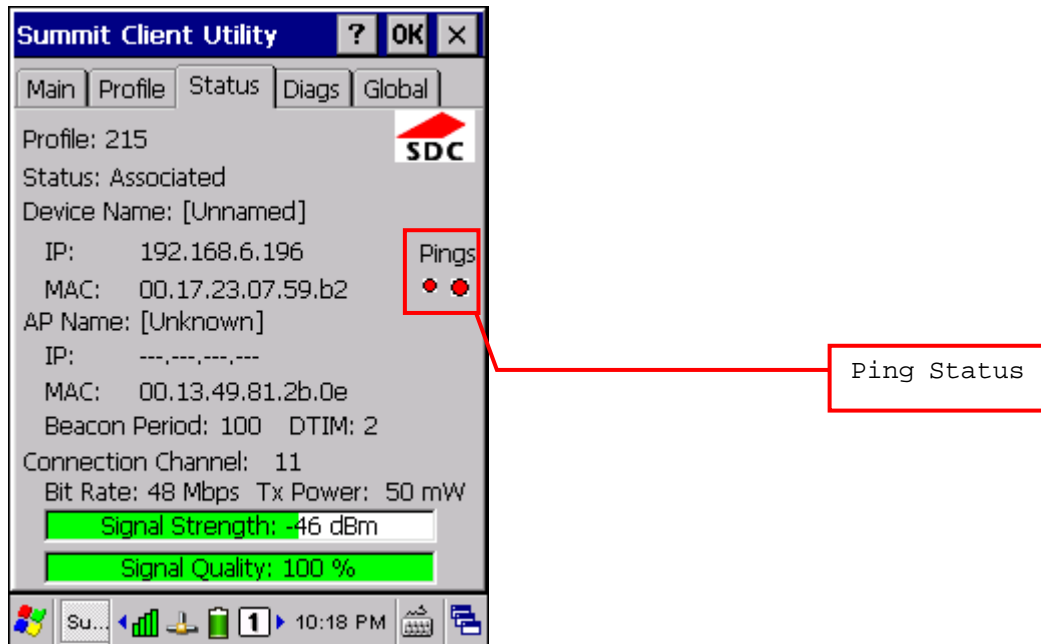 Summit Client Utility ? OK ×
Main Profile Status Diags Global
Profile: 215
SDC
Status: Associated
Device Name: [Unnamed]
IP: 192.168.6.196
Pings
MAC: 00.17.23.07.59.b2
AP Name: [Unknown]
IP: ---.---.---.---
Ping Status
MAC: 00.13.49.81.2b.0e
Beacon Period: 100 DTIM: 2
Connection Channel: 11
Bit Rate: 48 Mbps Tx Power: 50 mW
Signal Strength: -46 dBm
Signal Quality: 100 %
Su... 1 10:18 PM